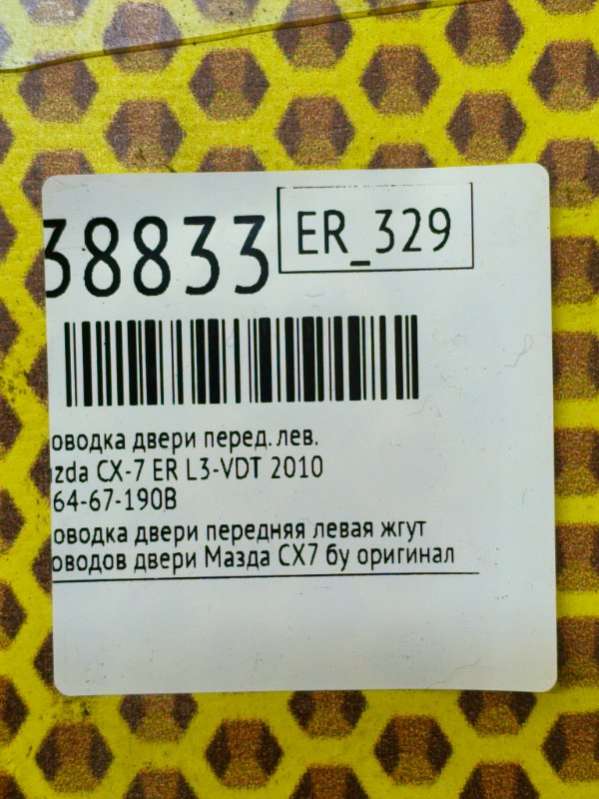 38833 ER_329
оводка двери перед. лев.
zda CX-7 ER L3-VDT 2010
64-67-190B
оводка двери передняя левая жгут
оводов двери Мазда СХ7 бу оригинал